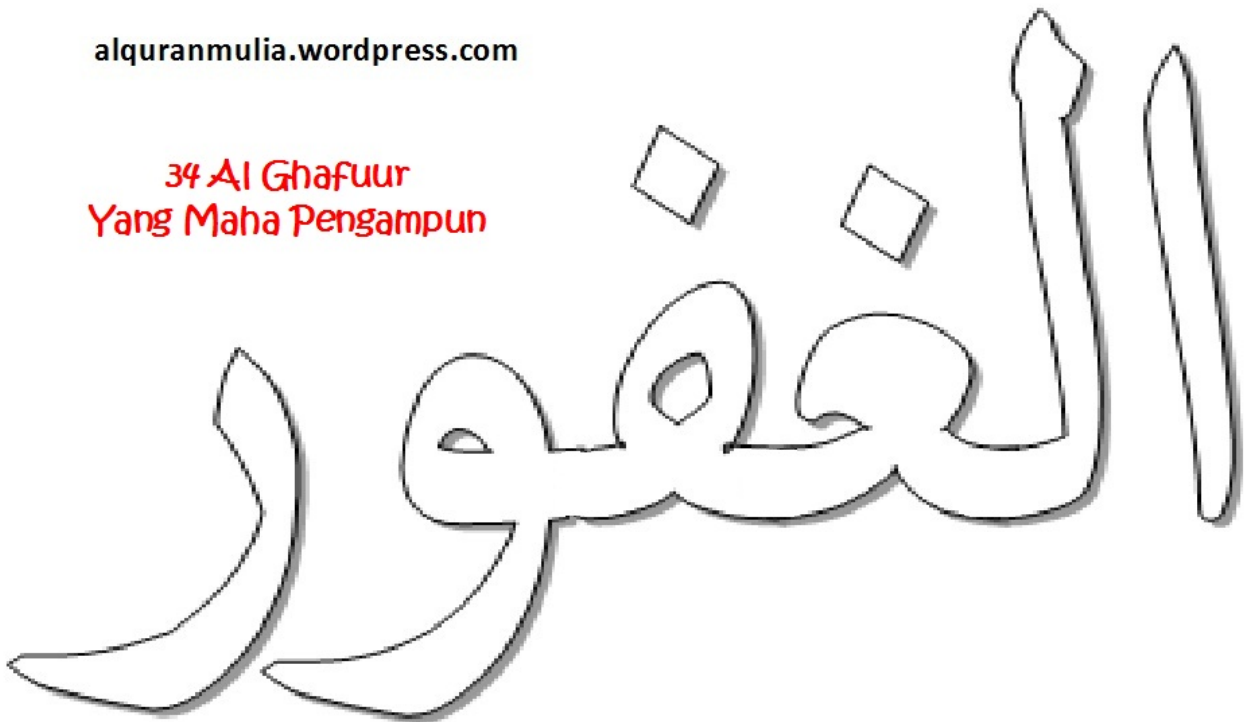 alquranmulia.wordpress.com
34 Al Ghafuur
Yang Maha Pengampun
الغفور